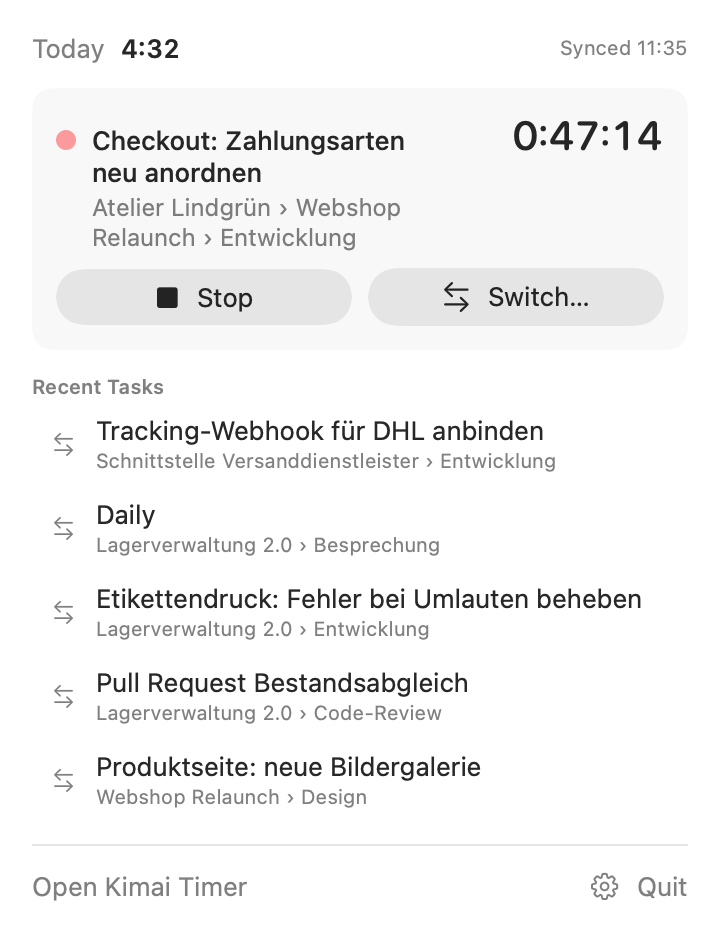 Today 4:32
Synced 11:35
Checkout: Zahlungsarten
neu anordnen
0:47:14
Atelier Lindgrün › Webshop
Relaunch › Entwicklung
Stop
Switch...
Recent Tasks
Tracking-Webhook für DHL anbinden
Schnittstelle Versanddienstleister › Entwicklung
Daily
Lagerverwaltung 2.0 › Besprechung
Etikettendruck: Fehler bei Umlauten beheben
Lagerverwaltung 2.0 › Entwicklung
Pull Request Bestandsabgleich
Lagerverwaltung 2.0 › Code-Review
Produktseite: neue Bildergalerie
Webshop Relaunch › Design
Open Kimai Timer
Quit